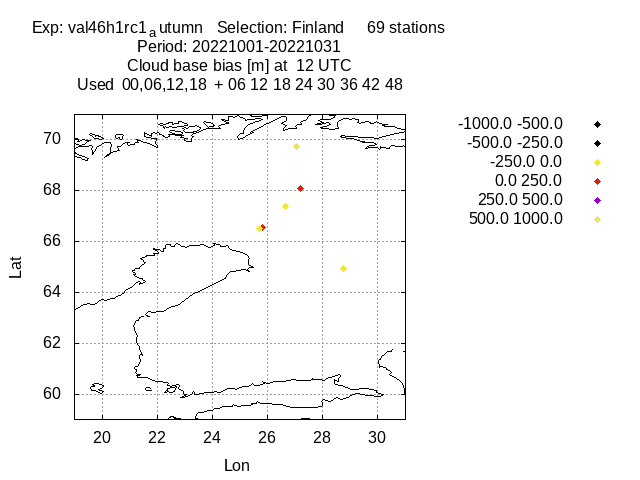 Exp: val46h1rc1ₐutumn Selection: Finland 69 stations
Period: 20221001-20221031
Cloud base bias [m] at 12 UTC
Used 00,06,12,18 + 06 12 18 24 30 36 42 48
-1000.0 -500.0
-500.0 -250.0
-250.0 0.0
0.0 250.0
250.0 500.0
500.0 1000.0
70
68
66
64
62
60
Lat
20 22 24 26 28 30
Lon